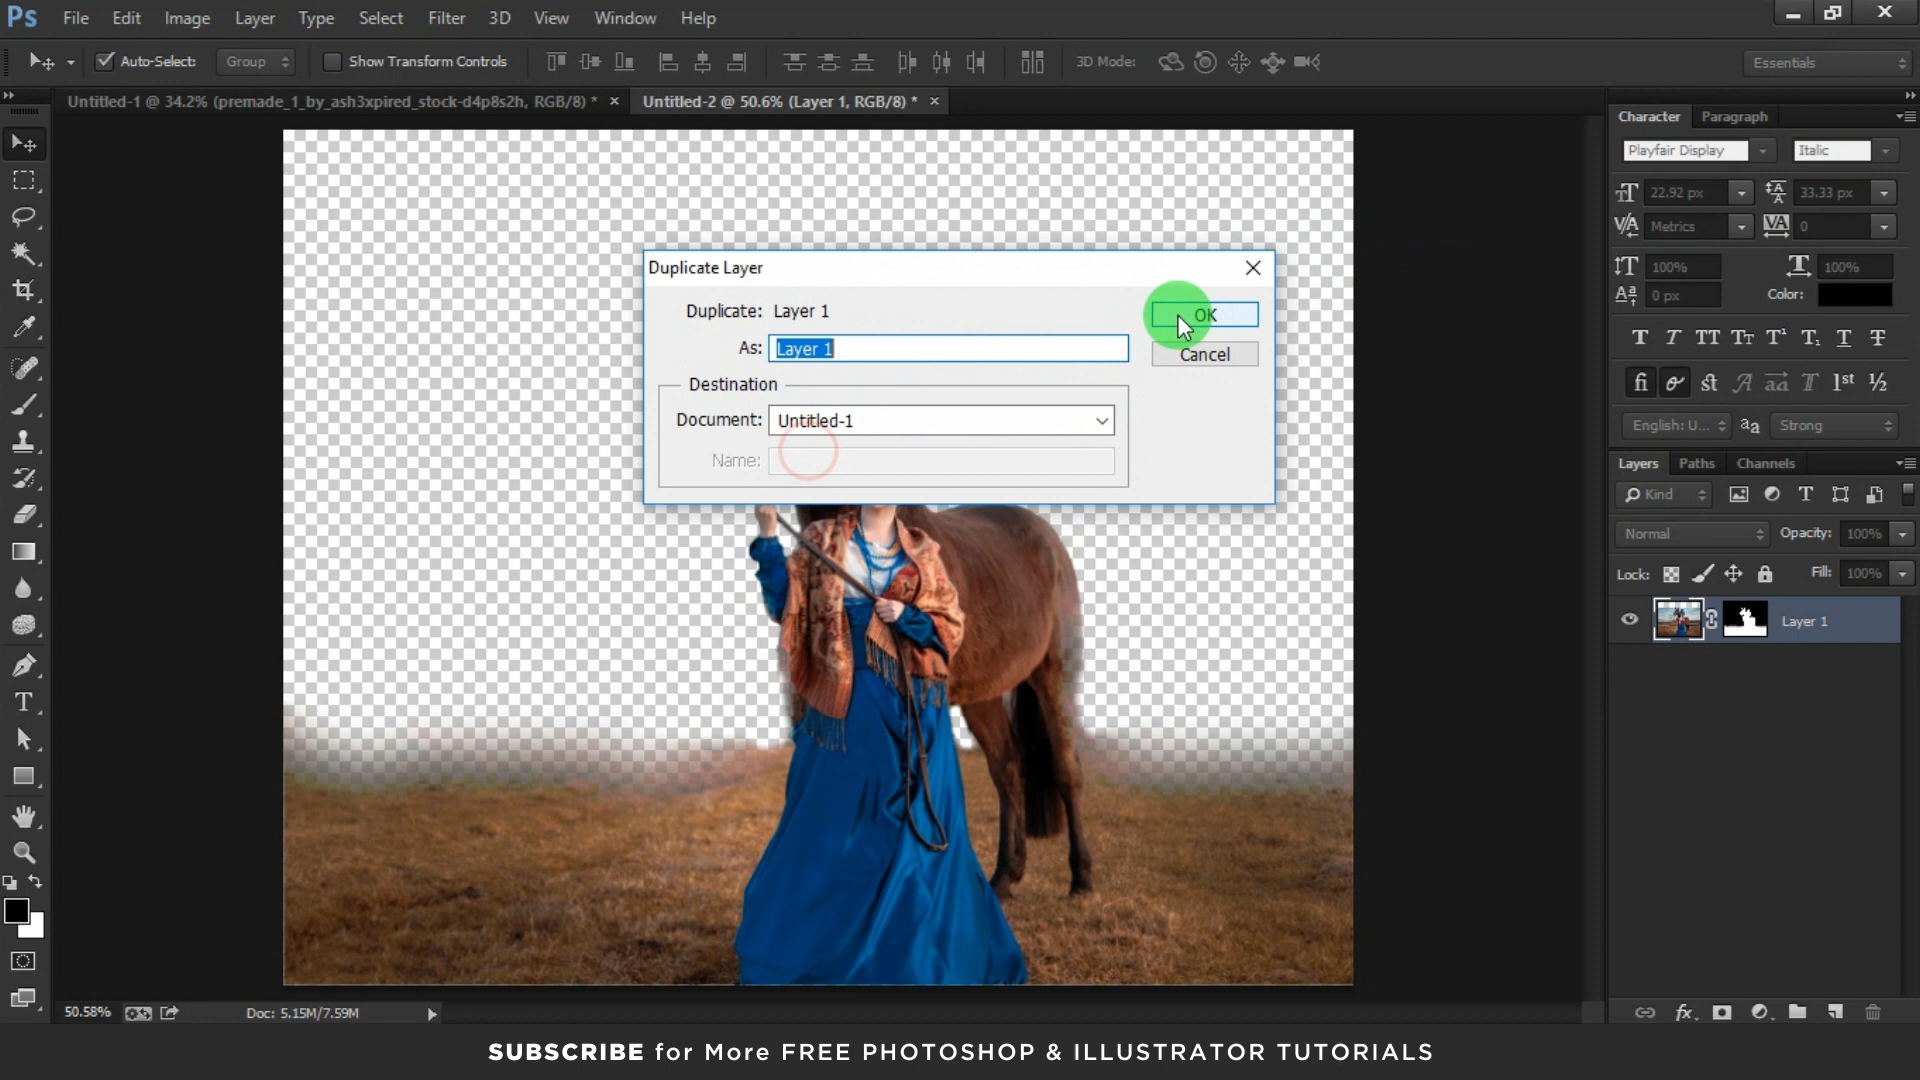 Ps File Edit Image Layer Type Select Filter 3D View Window Help
Auto-Select: Group Show Transform Controls 3D Mode: Essentials
Untitled-1 @ 34.2% (premade_1_by_ash3xpired_stock-d4p8s2h, RGB/8) * × Untitled-2 @ 50.6% (Layer 1, RGB/8) * ×
Character Paragraph
Playfair Display Italic
22.92 px 33.33 px
Metrics 0
100% 100%
0 px Color:
English: U... Strong
Layers Paths Channels
Kind
Normal Opacity: 100%
Lock: Fill: 100%
Layer 1
Duplicate Layer
Duplicate: Layer 1
As: Layer 1
Destination
Document: Untitled-1
Name:
OK
Cancel
50.58% Doc: 5.15M/7.59M
SUBSCRIBE for More FREE PHOTOSHOP & ILLUSTRATOR TUTORIALS